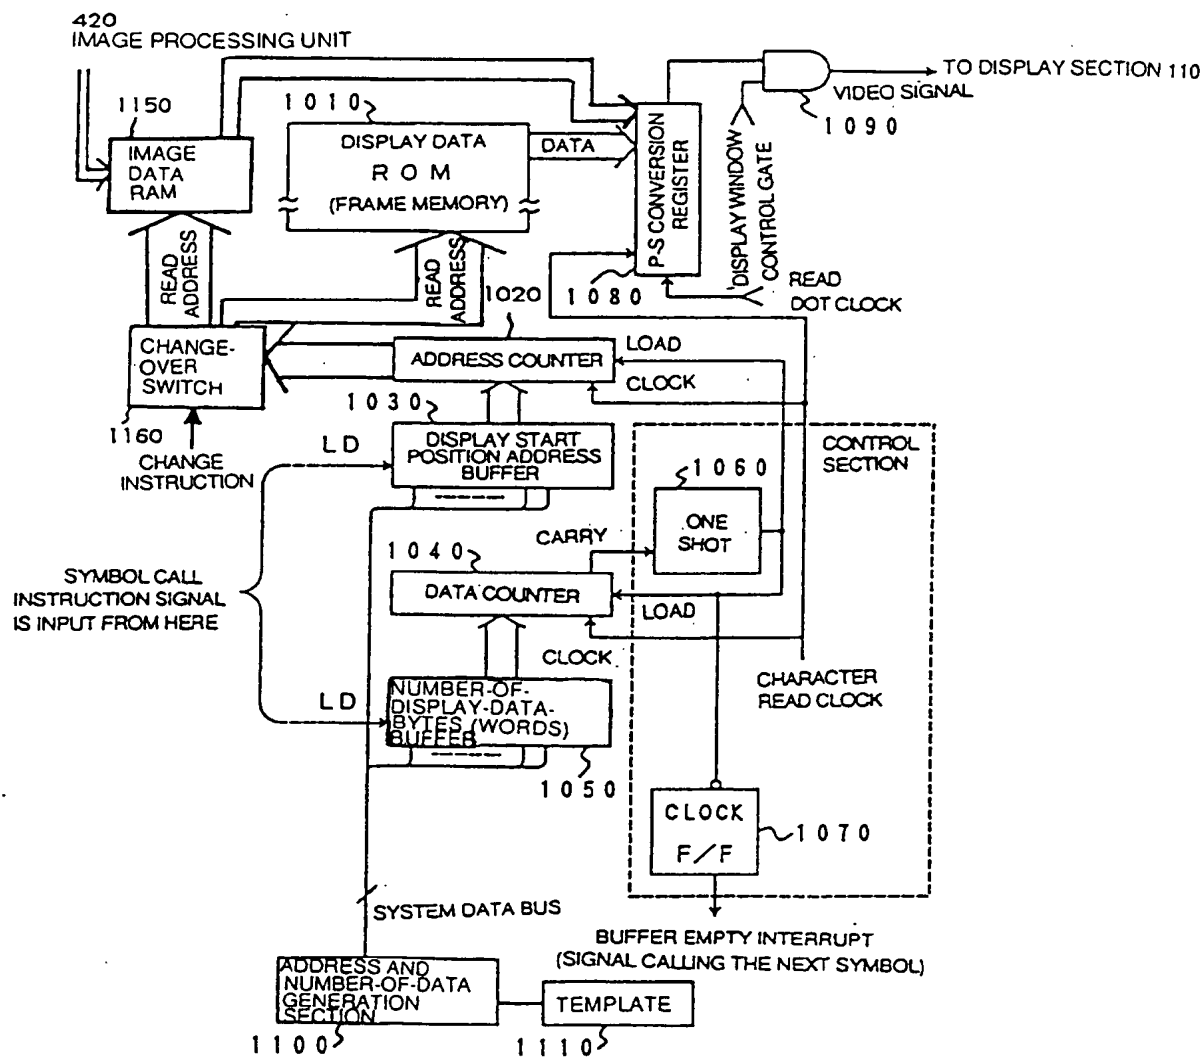 420
IMAGE PROCESSING UNIT
1150
IMAGE
DATA
RAM
1010
DISPLAY DATA
ROM
(FRAME MEMORY)
DATA
P-S CONVERSION
REGISTER
1080
TO DISPLAY SECTION 110
VIDEO SIGNAL
1090
DISPLAY WINDOW
CONTROL GATE
READ
DOT CLOCK
READ
ADDRESS
READ
ADDRESS
1020
CHANGE-
OVER
SWITCH
1160
CHANGE
INSTRUCTION
ADDRESS COUNTER
LOAD
CLOCK
1030
LD
DISPLAY START
POSITION ADDRESS
BUFFER
CONTROL
SECTION
1060
ONE
SHOT
CARRY
1040
DATA COUNTER
LOAD
SYMBOL CALL
INSTRUCTION SIGNAL
IS INPUT FROM HERE
CLOCK
CHARACTER
READ CLOCK
LD
NUMBER-OF-
DISPLAY-DATA-
BYTES (WORDS)
BUFFER
1050
CLOCK
F/F
1070
SYSTEM DATA BUS
BUFFER EMPTY INTERRUPT
(SIGNAL CALLING THE NEXT SYMBOL)
ADDRESS AND
NUMBER-OF-DATA
GENERATION
SECTION
1100
TEMPLATE
1110